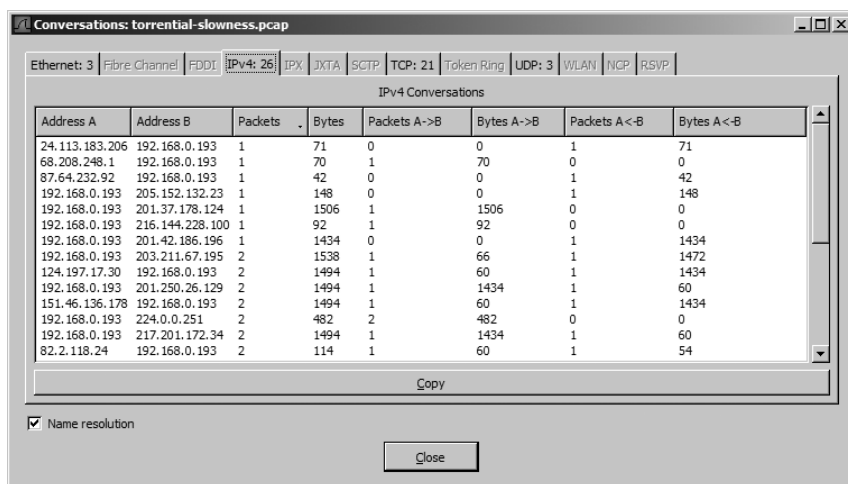 Conversations: torrential-slowness.pcap
Ethernet: 3 Fibre Channel FDDI IPv4: 26 IPX JXTA SCTP TCP: 21 Token Ring UDP: 3 WLAN NCP RSVP
IPv4 Conversations
Address A Address B Packets Bytes Packets A->B Bytes A->B Packets A<-B Bytes A<-B
24.113.183.206 192.168.0.193 1 71 0 0 1 71
68.208.248.1 192.168.0.193 1 70 1 70 0 0
87.64.232.92 192.168.0.193 1 42 0 0 1 42
192.168.0.193 205.152.132.23 1 148 0 0 1 148
192.168.0.193 201.37.178.124 1 1506 1 1506 0 0
192.168.0.193 216.144.228.100 1 92 1 92 0 0
192.168.0.193 201.42.186.196 1 1434 0 0 1 1434
192.168.0.193 203.211.67.195 2 1538 1 66 1 1472
124.197.17.30 192.168.0.193 2 1494 1 60 1 1434
192.168.0.193 201.250.26.129 2 1494 1 1434 1 60
151.46.136.178 192.168.0.193 2 1494 1 60 1 1434
192.168.0.193 224.0.0.251 2 482 2 482 0 0
192.168.0.193 217.201.172.34 2 1494 1 1434 1 60
82.2.118.24 192.168.0.193 2 114 1 60 1 54
Copy
Name resolution
Close